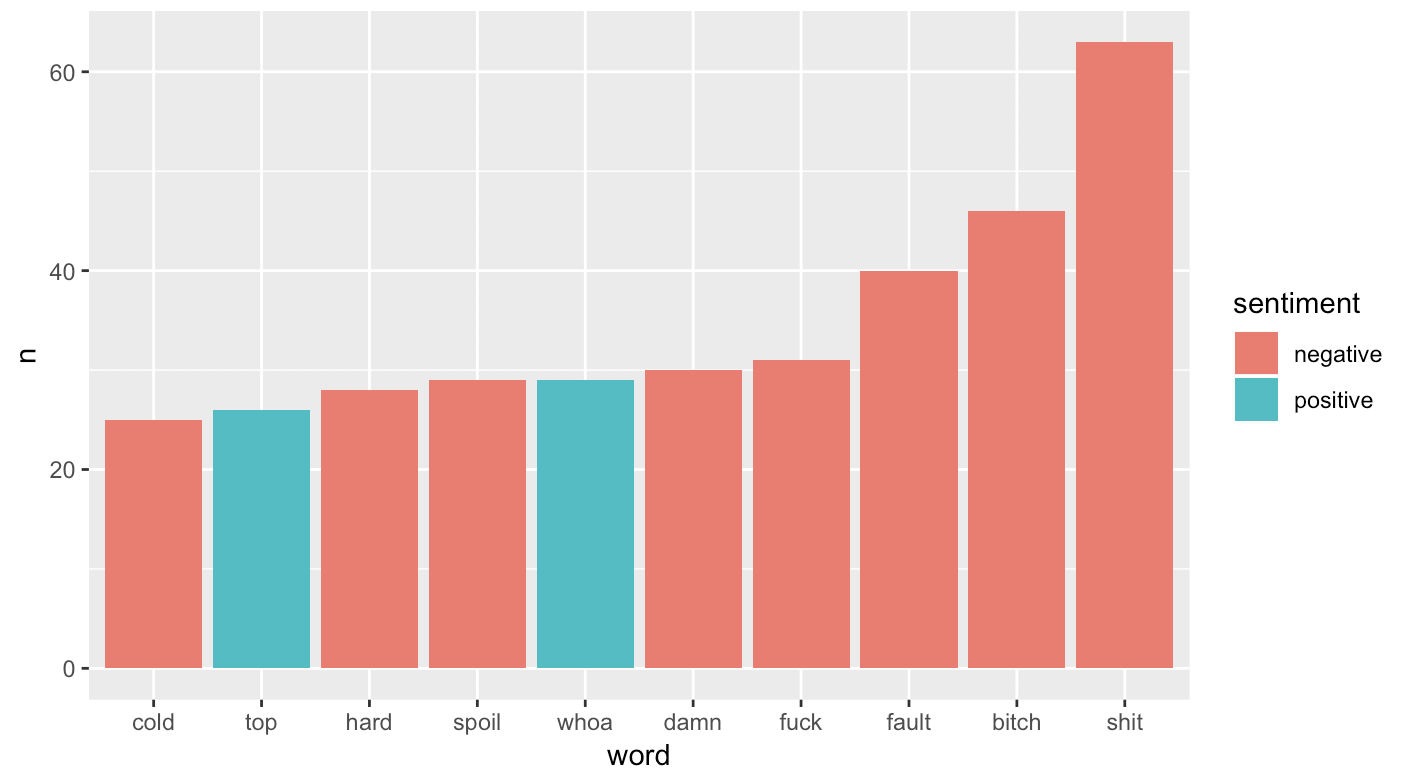 60
40
20
0
n
cold top hard spoil whoa damn fuck fault bitch shit
word
sentiment
negative
positive